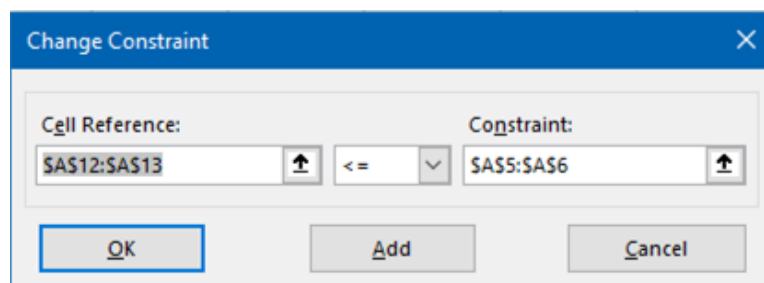 Change Constraint
Cell Reference:
Constraint:
$A$12:$A$13
<=
$A$5:$A$6
OK
Add
Cancel